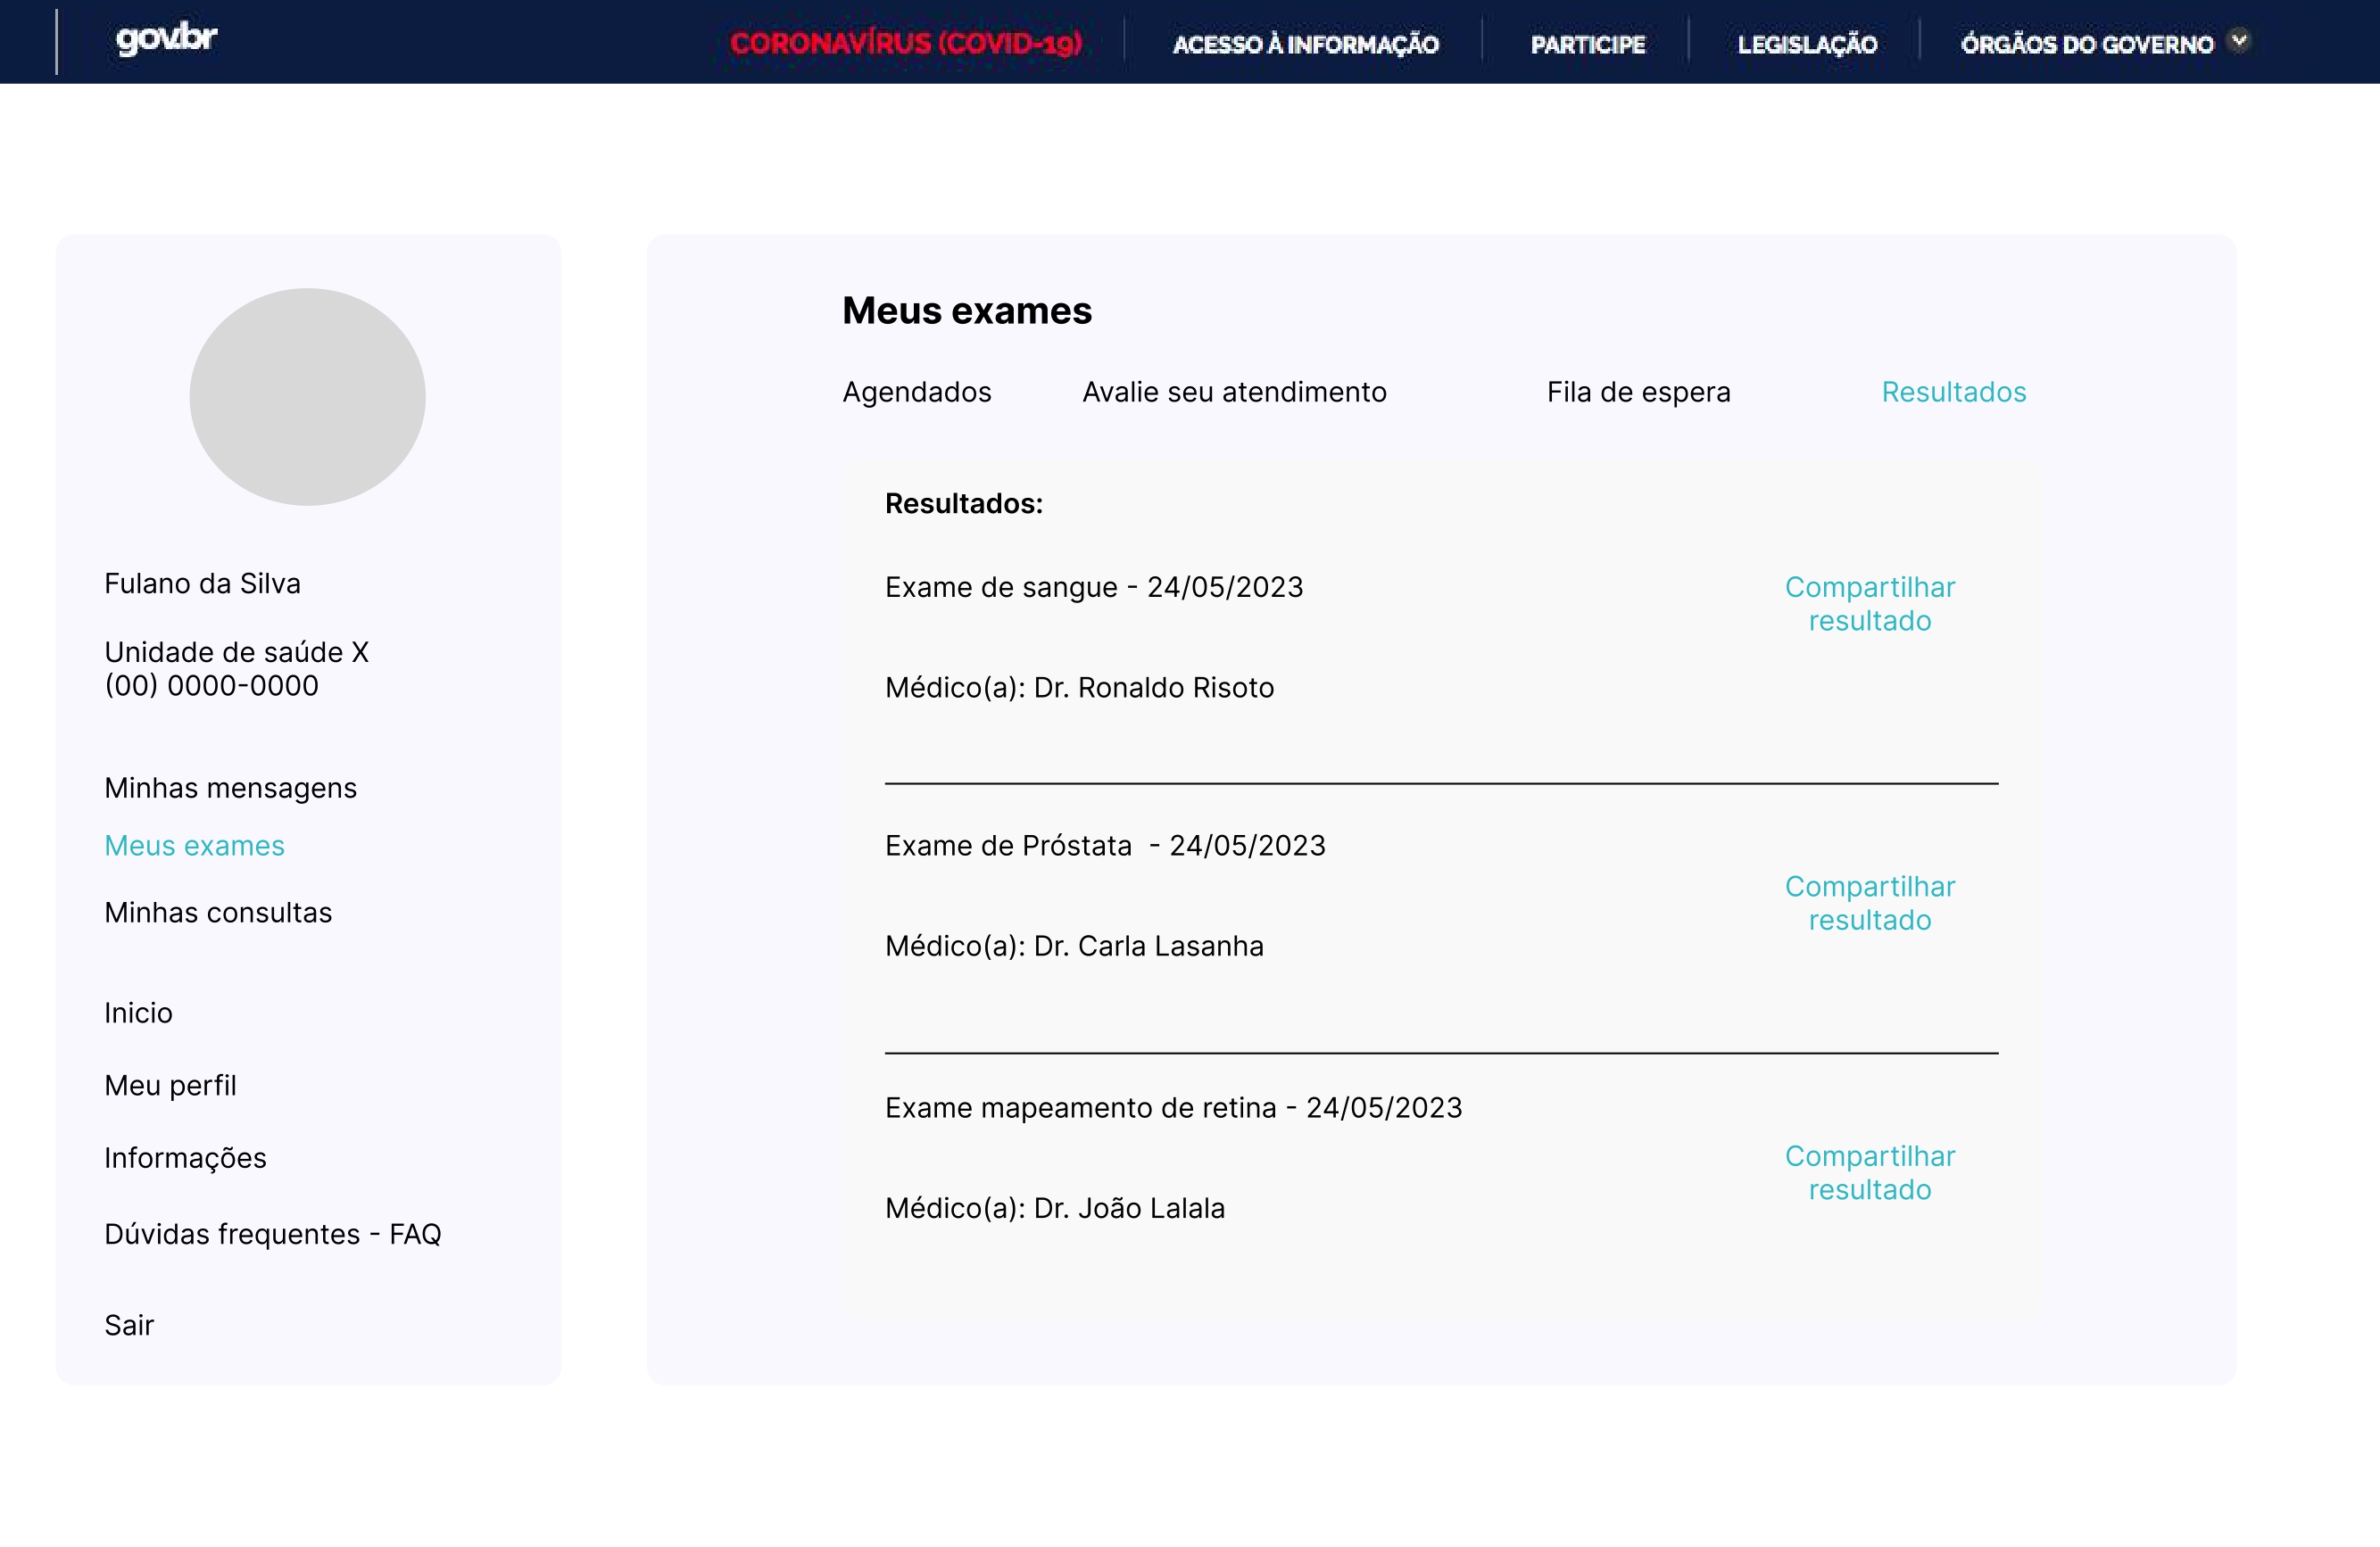 gov.br
CORONAVÍRUS (COVID-19)
ACESSO À INFORMAÇÃO
PARTICIPE
LEGISLAÇÃO
ÓRGÃOS DO GOVERNO
Fulano da Silva
Unidade de saúde X
(00) 0000-0000
Minhas mensagens
Meus exames
Minhas consultas
Inicio
Meu perfil
Informações
Dúvidas frequentes - FAQ
Sair
Meus exames
Agendados
Avalie seu atendimento
Fila de espera
Resultados
Resultados:
Exame de sangue - 24/05/2023
Compartilhar
resultado
Médico(a): Dr. Ronaldo Risoto
Exame de Próstata  - 24/05/2023
Compartilhar
resultado
Médico(a): Dr. Carla Lasanha
Exame mapeamento de retina - 24/05/2023
Compartilhar
resultado
Médico(a): Dr. João Lalala